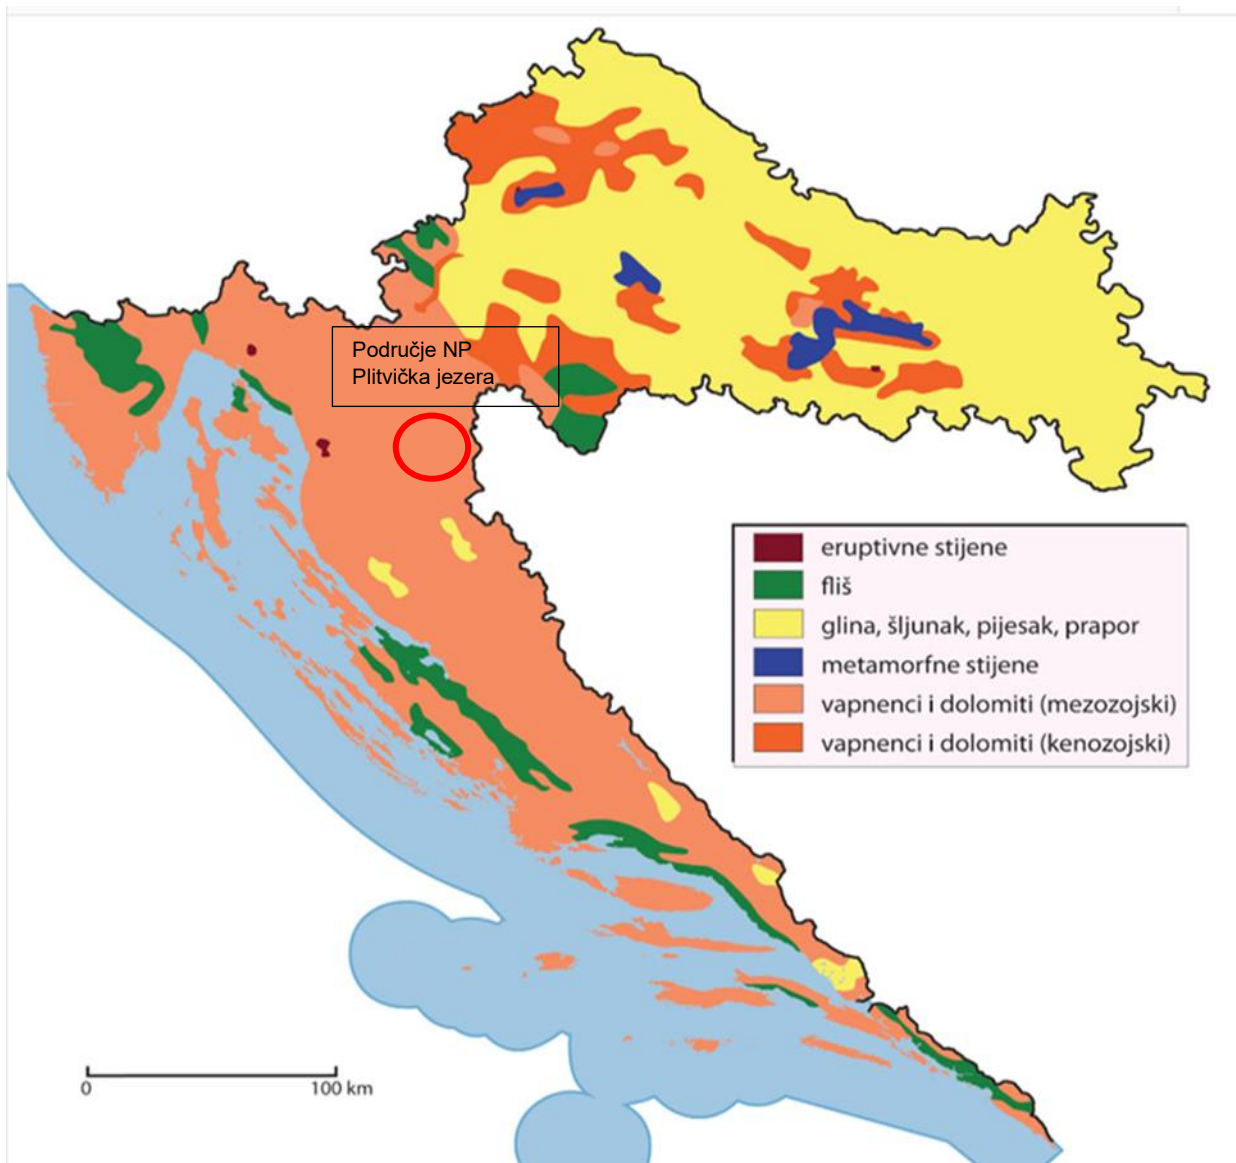 Područje NP
Plitvička jezera
eruptivne stijene
fliš
glina, šljunak, pijesak, prapor
metamorfne stijene
vapnenci i dolomiti (mezozojski)
vapnenci i dolomiti (kenozojski)
0 100 km